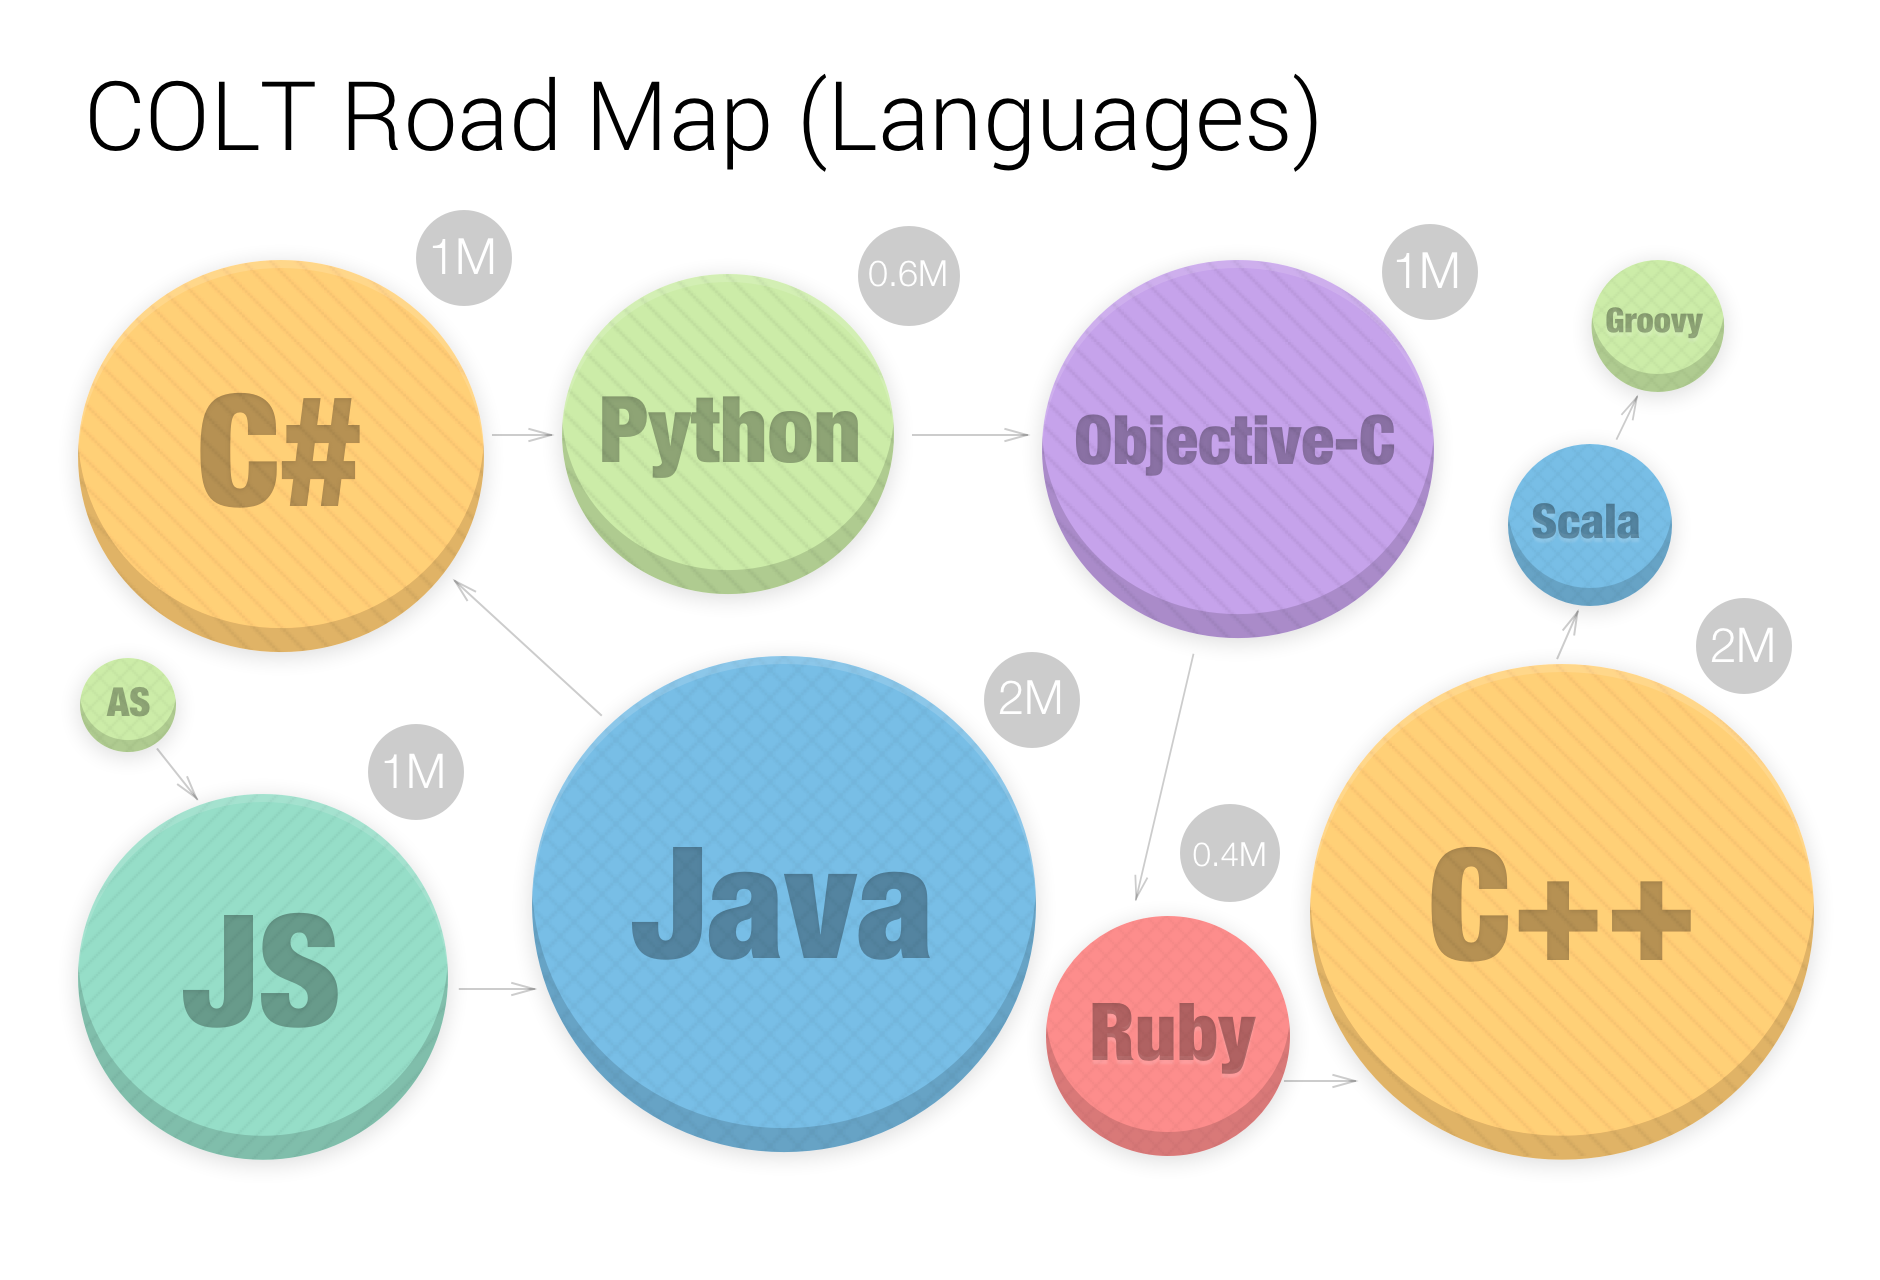 COLT Road Map (Languages)
1M
C#
0.6M
Python
1M
Objective-C
Groovy
Scala
AS
1M
JS
2M
Java
0.4M
Ruby
2M
C++